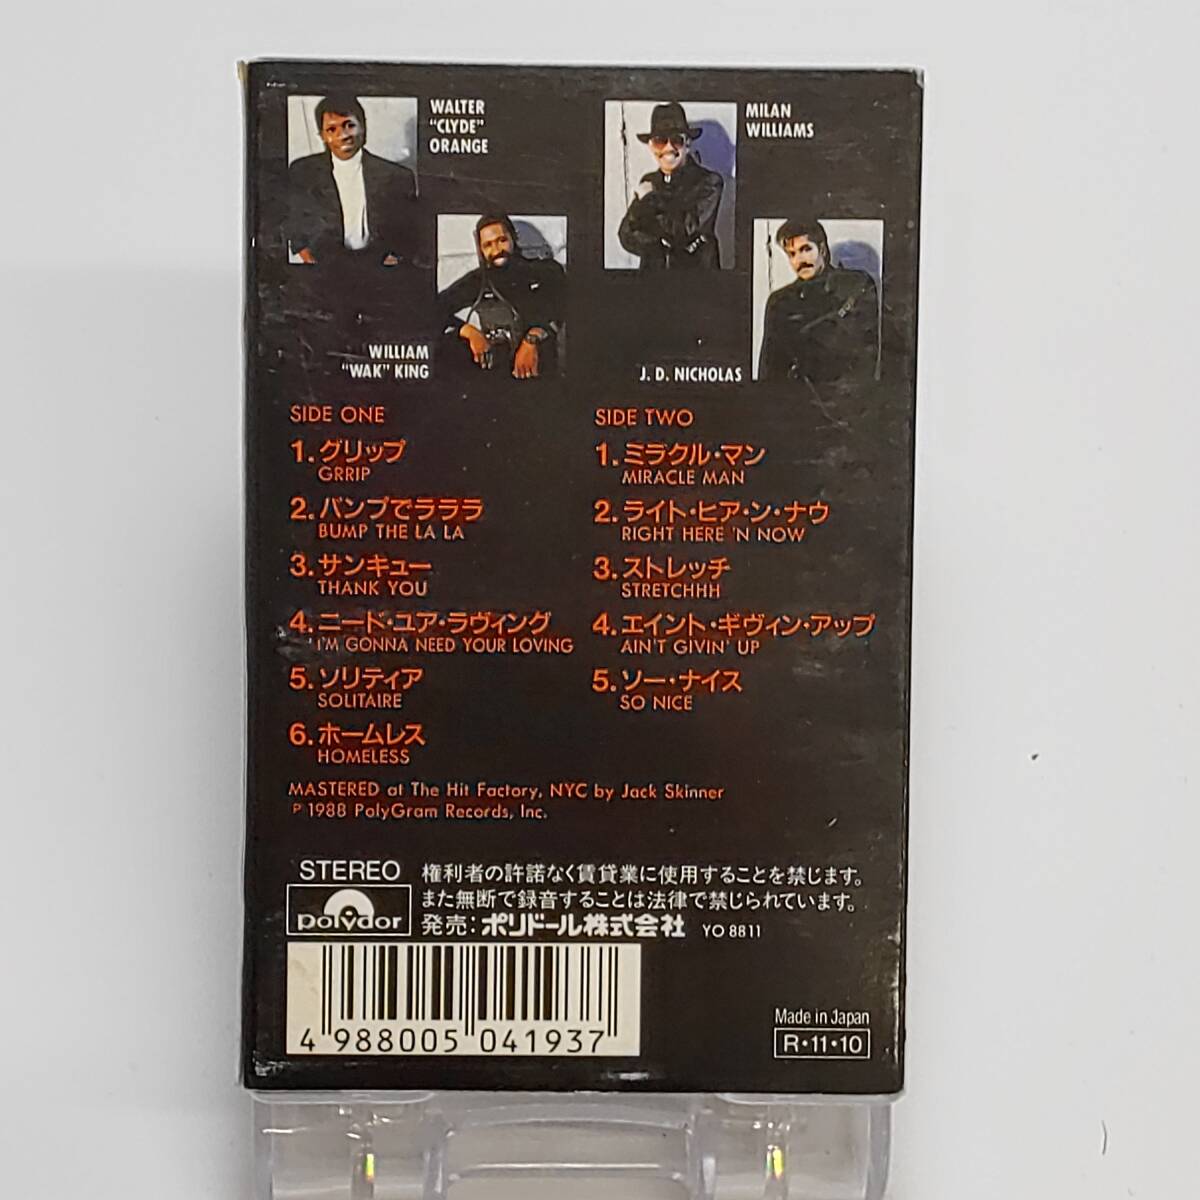 WALTER
"CLYDE"
ORANGE
MILAN
WILLIAMS
WILLIAM
"WAK" KING
J. D. NICHOLAS
SIDE ONE
1. グリップ
GRRIP
2. バンプでラララ
BUMP THE LA LA
3. サンキュー
THANK YOU
4. ニード・ユア・ラヴィング
I'M GONNA NEED YOUR LOVING
5. ソリティア
SOLITAIRE
6. ホームレス
HOMELESS
SIDE TWO
1. ミラクル・マン
MIRACLE MAN
2. ライト・ヒア・ン・ナウ
RIGHT HERE 'N NOW
3. ストレッチ
STRETCHHH
4. エイント・ギヴィン・アップ
AIN'T GIVIN' UP
5. ソー・ナイス
SO NICE
MASTERED at The Hit Factory, NYC by Jack Skinner
℗ 1988 PolyGram Records, Inc.
STEREO
polydor
権利者の許諾なく賃貸業に使用することを禁じます。
また無断で録音することは法律で禁じられています。
発売：ポリドール株式会社 YO 8811
4 988005 041937
Made in Japan
R・11・10